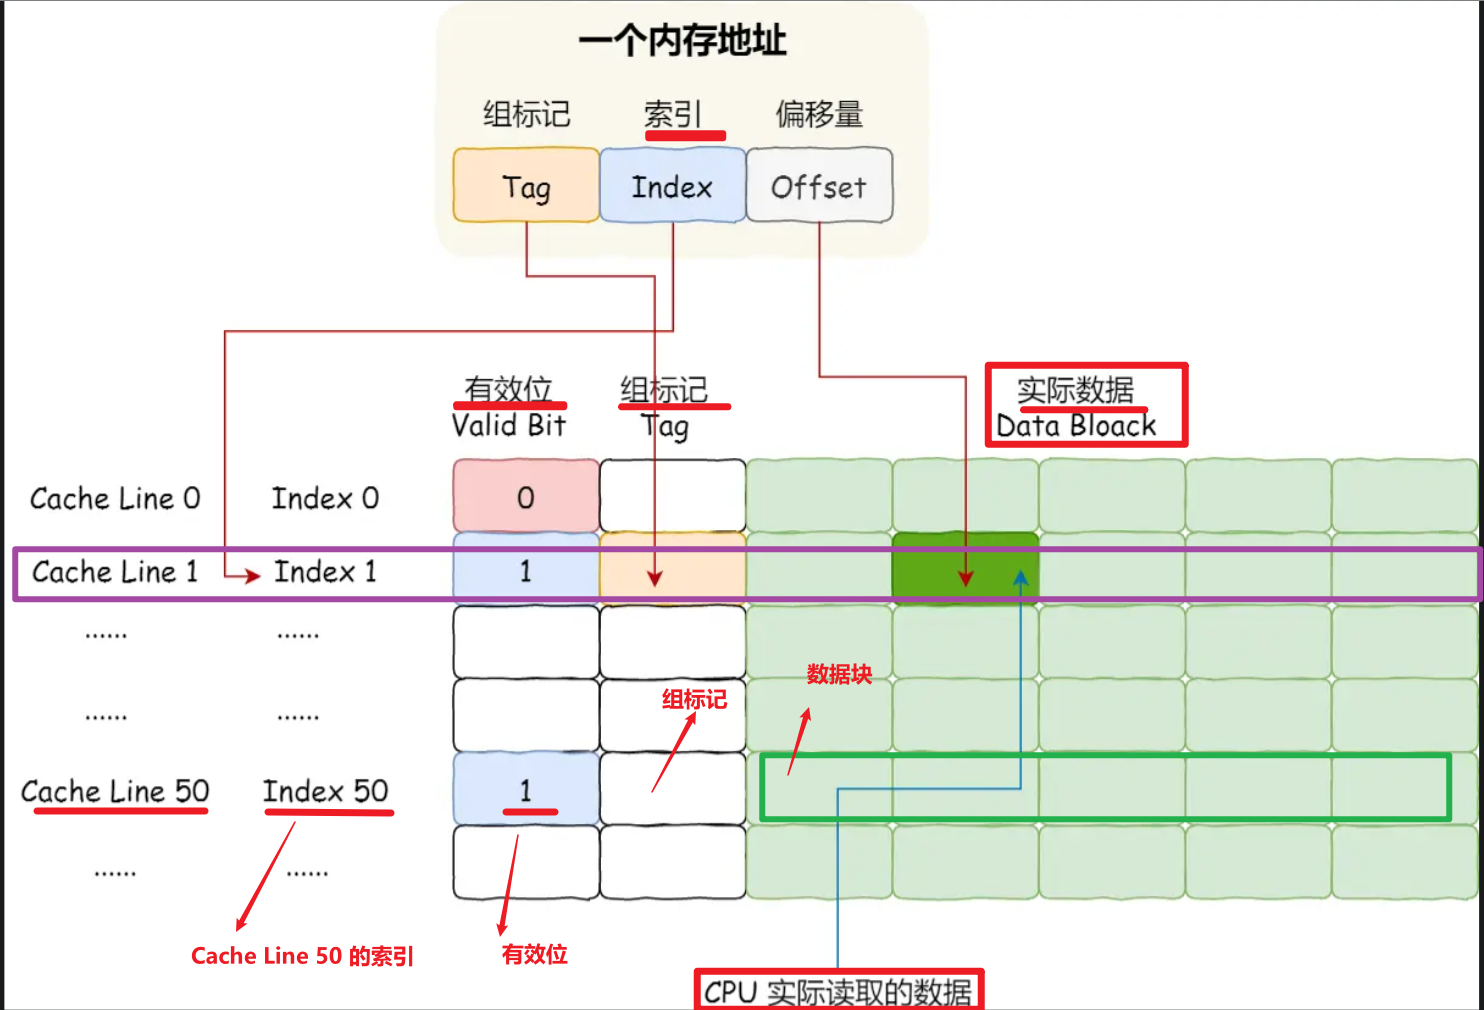 一个内存地址
组标记 索引 偏移量
Tag Index Offset
有效位 组标记 实际数据
Valid Bit Tag Data Bloack
Cache Line 0 Index 0 0
Cache Line 1 Index 1 1
...... ......
数据块
组标记
...... ......
Cache Line 50 Index 50 1
...... ......
Cache Line 50 的索引 有效位
CPU 实际读取的数据